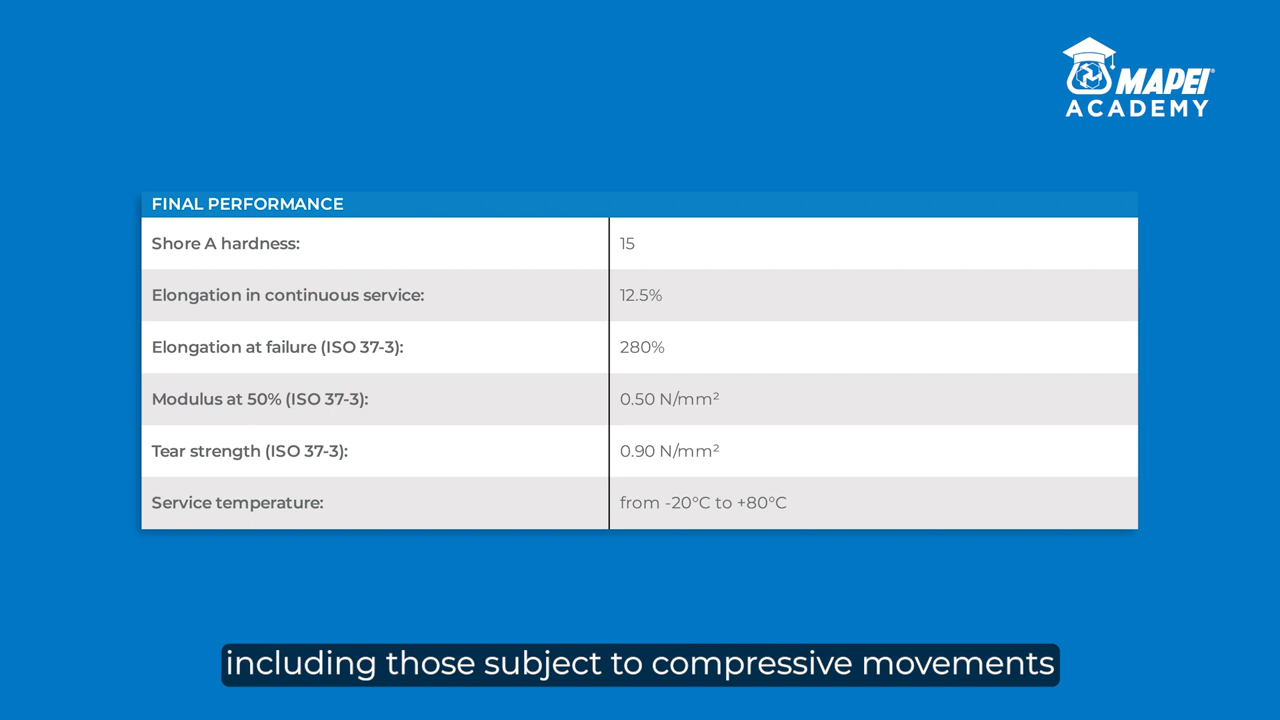 MAPEI®
ACADEMY
FINAL PERFORMANCE
Shore A hardness: 15
Elongation in continuous service: 12.5%
Elongation at failure (ISO 37-3): 280%
Modulus at 50% (ISO 37-3): 0.50 N/mm²
Tear strength (ISO 37-3): 0.90 N/mm²
Service temperature: from -20°C to +80°C
including those subject to compressive movements